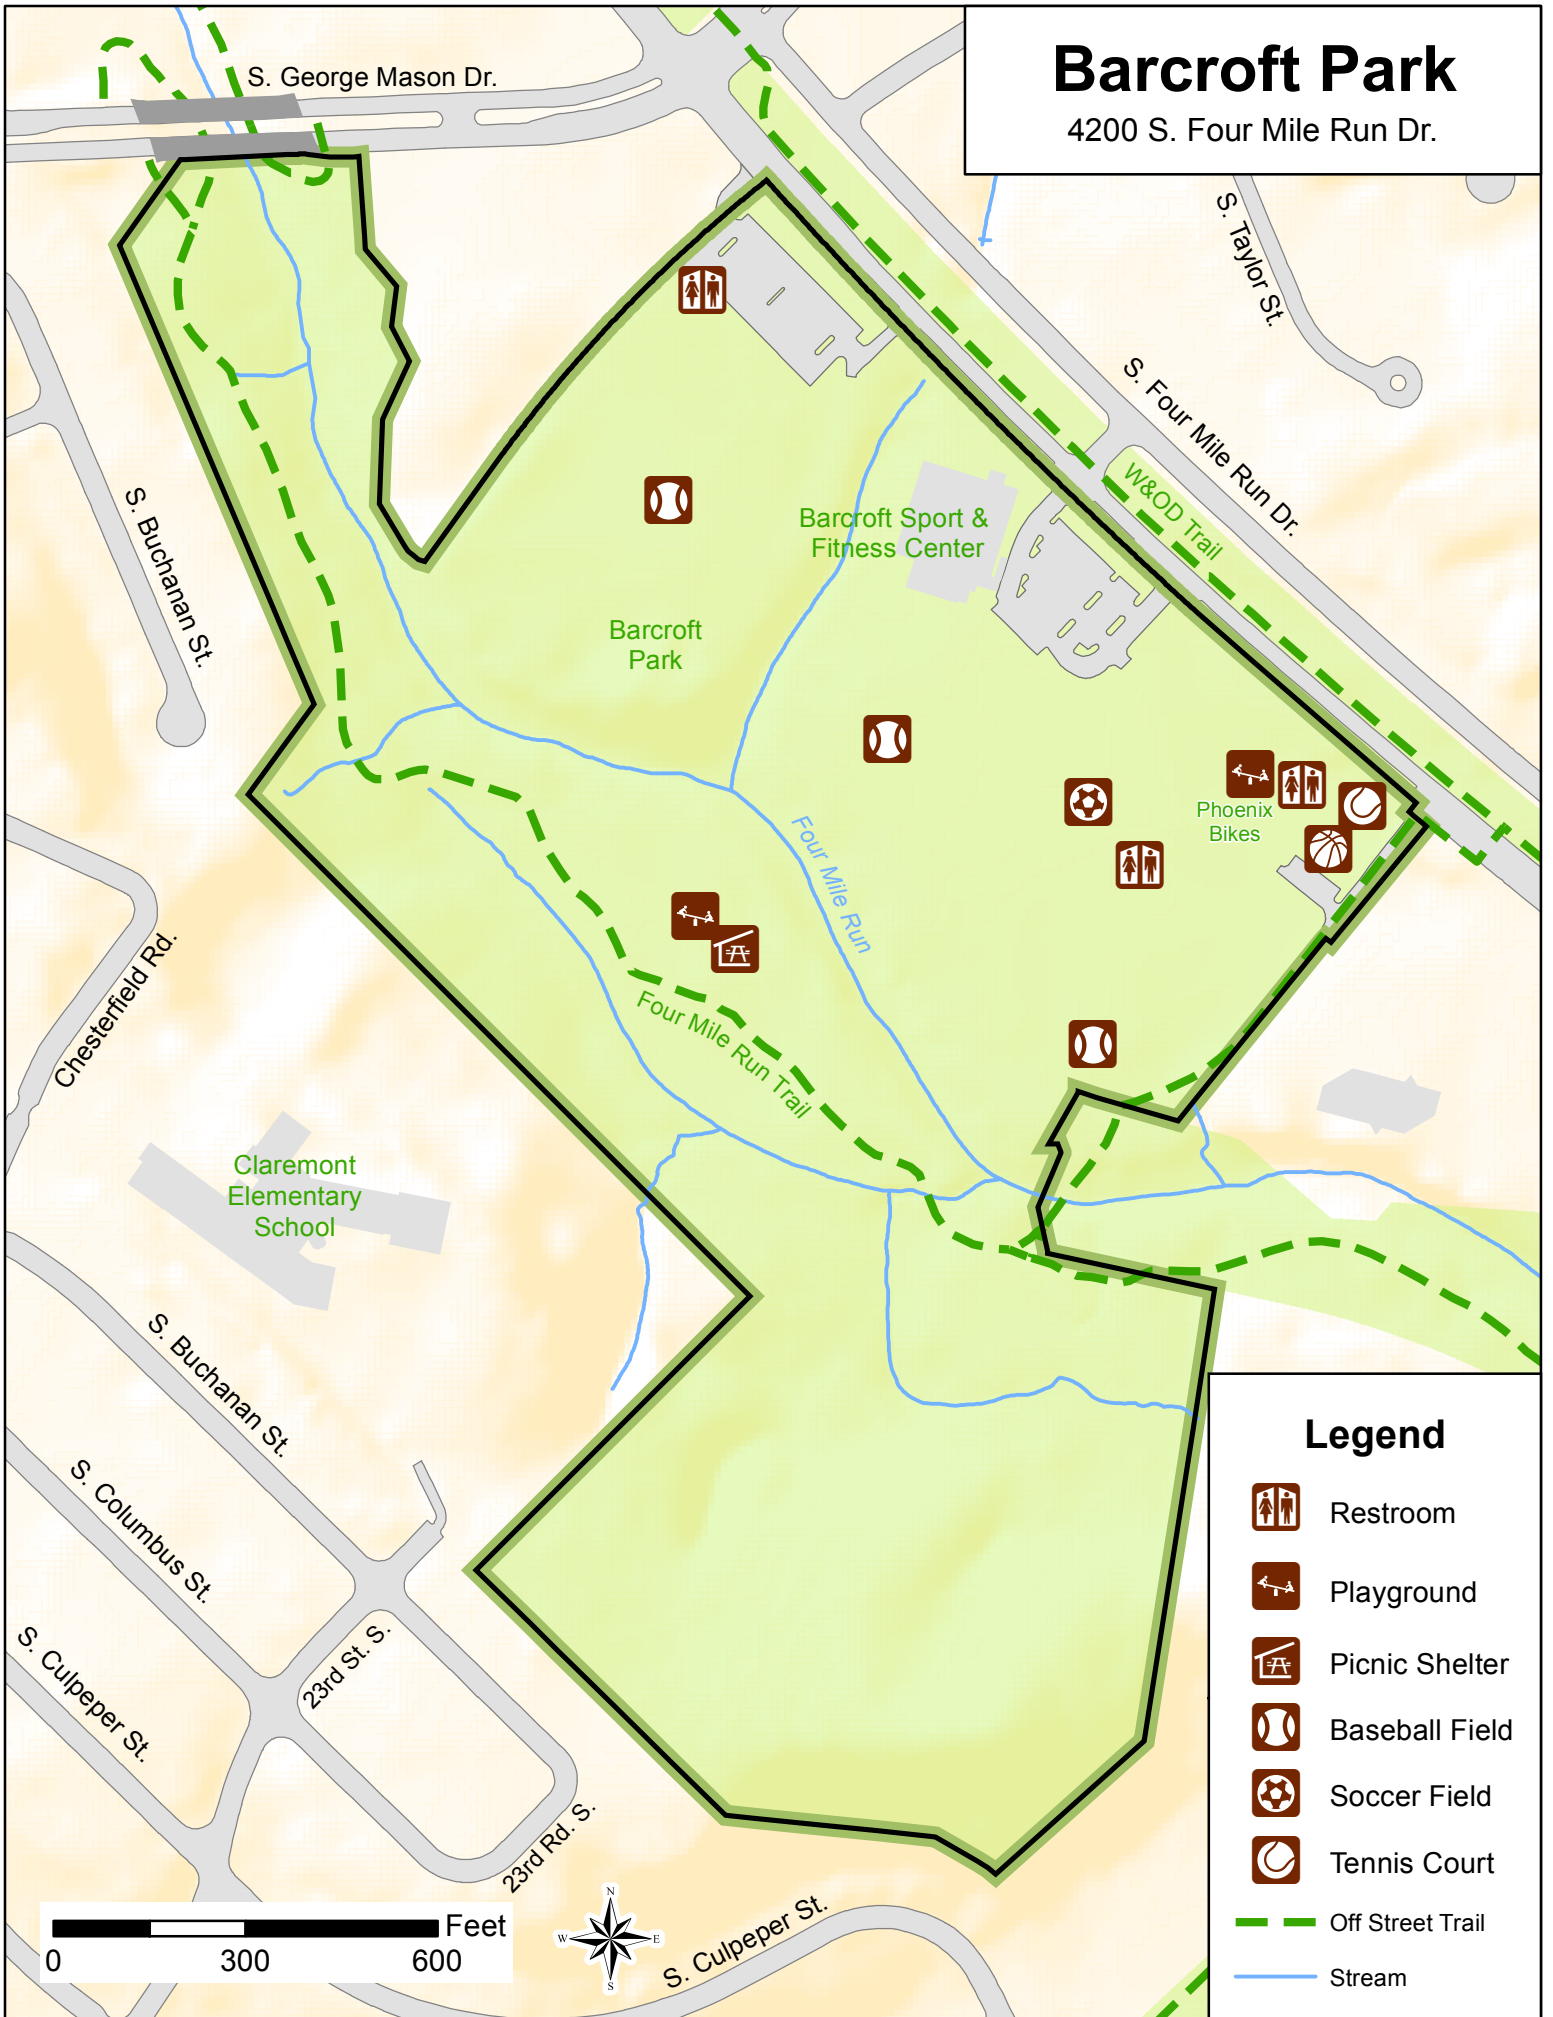 Barcroft Park
4200 S. Four Mile Run Dr.
S. George Mason Dr.
S. Taylor St.
S. Four Mile Run Dr.
W&OD Trail
Barcroft Sport &
Fitness Center
S. Buchanan St.
Barcroft
Park
Phoenix
Bikes
Four Mile Run
Chesterfield Rd.
Four Mile Run Trail
Claremont
Elementary
School
S. Buchanan St.
S. Columbus St.
S. Culpeper St.
23rd St. S.
23rd Rd. S.
S. Culpeper St.
Legend
Restroom
Playground
Picnic Shelter
Baseball Field
Soccer Field
Tennis Court
Off Street Trail
Stream
Feet
0 300 600
N
W E
S